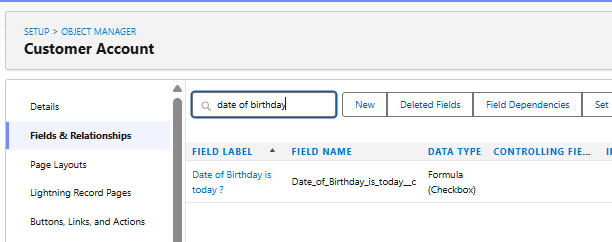 SETUP > OBJECT MANAGER
Customer Account
Details
Fields & Relationships
Page Layouts
Lightning Record Pages
Buttons, Links, and Actions
date of birthday
New Deleted Fields Field Dependencies Set
FIELD LABEL FIELD NAME DATA TYPE CONTROLLING FIE...
Date of Birthday is today ? Date_of_Birthday_is_today__c Formula (Checkbox)